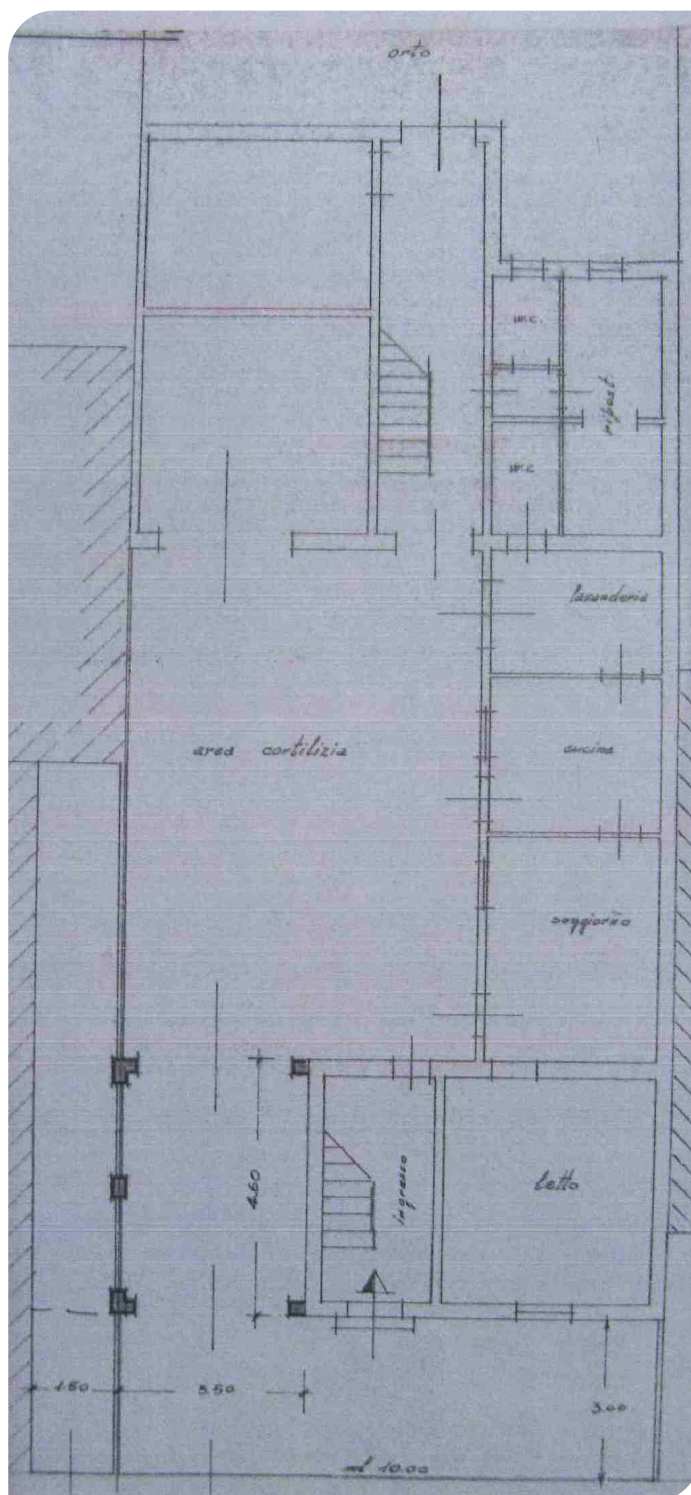 orto
w.c.
ripost.
w.c
lavanderia
cucina
area cortilizia
soggiorno
4.60
ingresso
letto
1.50
3.50
3.00
ml 10.00